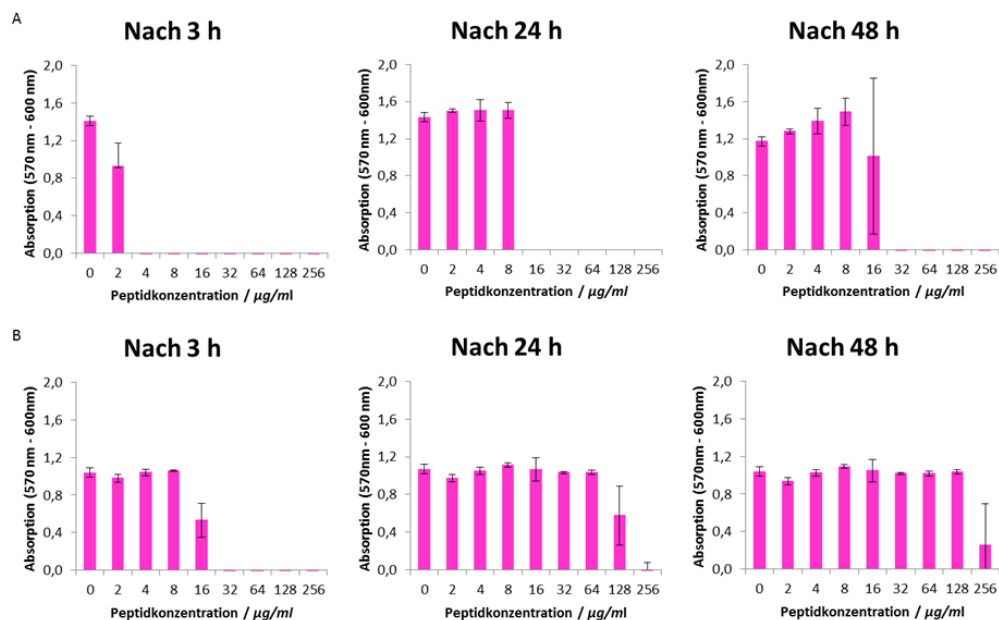 A
Nach 3 h
Nach 24 h
Nach 48 h
Absorption (570 nm - 600nm)
2,0
1,6
1,2
0,8
0,4
0,0
0 2 4 8 16 32 64 128 256
Peptidkonzentration / µg/ml
Absorption (570 nm - 600 nm)
2,0
1,6
1,2
0,8
0,4
0,0
0 2 4 8 16 32 64 128 256
Peptidkonzentration / µg/ml
Absorption (570 nm - 600nm)
2,0
1,6
1,2
0,8
0,4
0,0
0 2 4 8 16 32 64 128 256
Peptidkonzentration / µg/ml
B
Nach 3 h
Nach 24 h
Nach 48 h
Absorption (570 nm - 600nm)
2,0
1,6
1,2
0,8
0,4
0,0
0 2 4 8 16 32 64 128 256
Peptidkonzentration / µg/ml
Absorption (570 nm - 600 nm)
2,0
1,6
1,2
0,8
0,4
0,0
0 2 4 8 16 32 64 128 256
Peptidkonzentration / µg/ml
Absorption (570nm - 600nm)
2,0
1,6
1,2
0,8
0,4
0,0
0 2 4 8 16 32 64 128 256
Peptidkonzentration / µg/ml